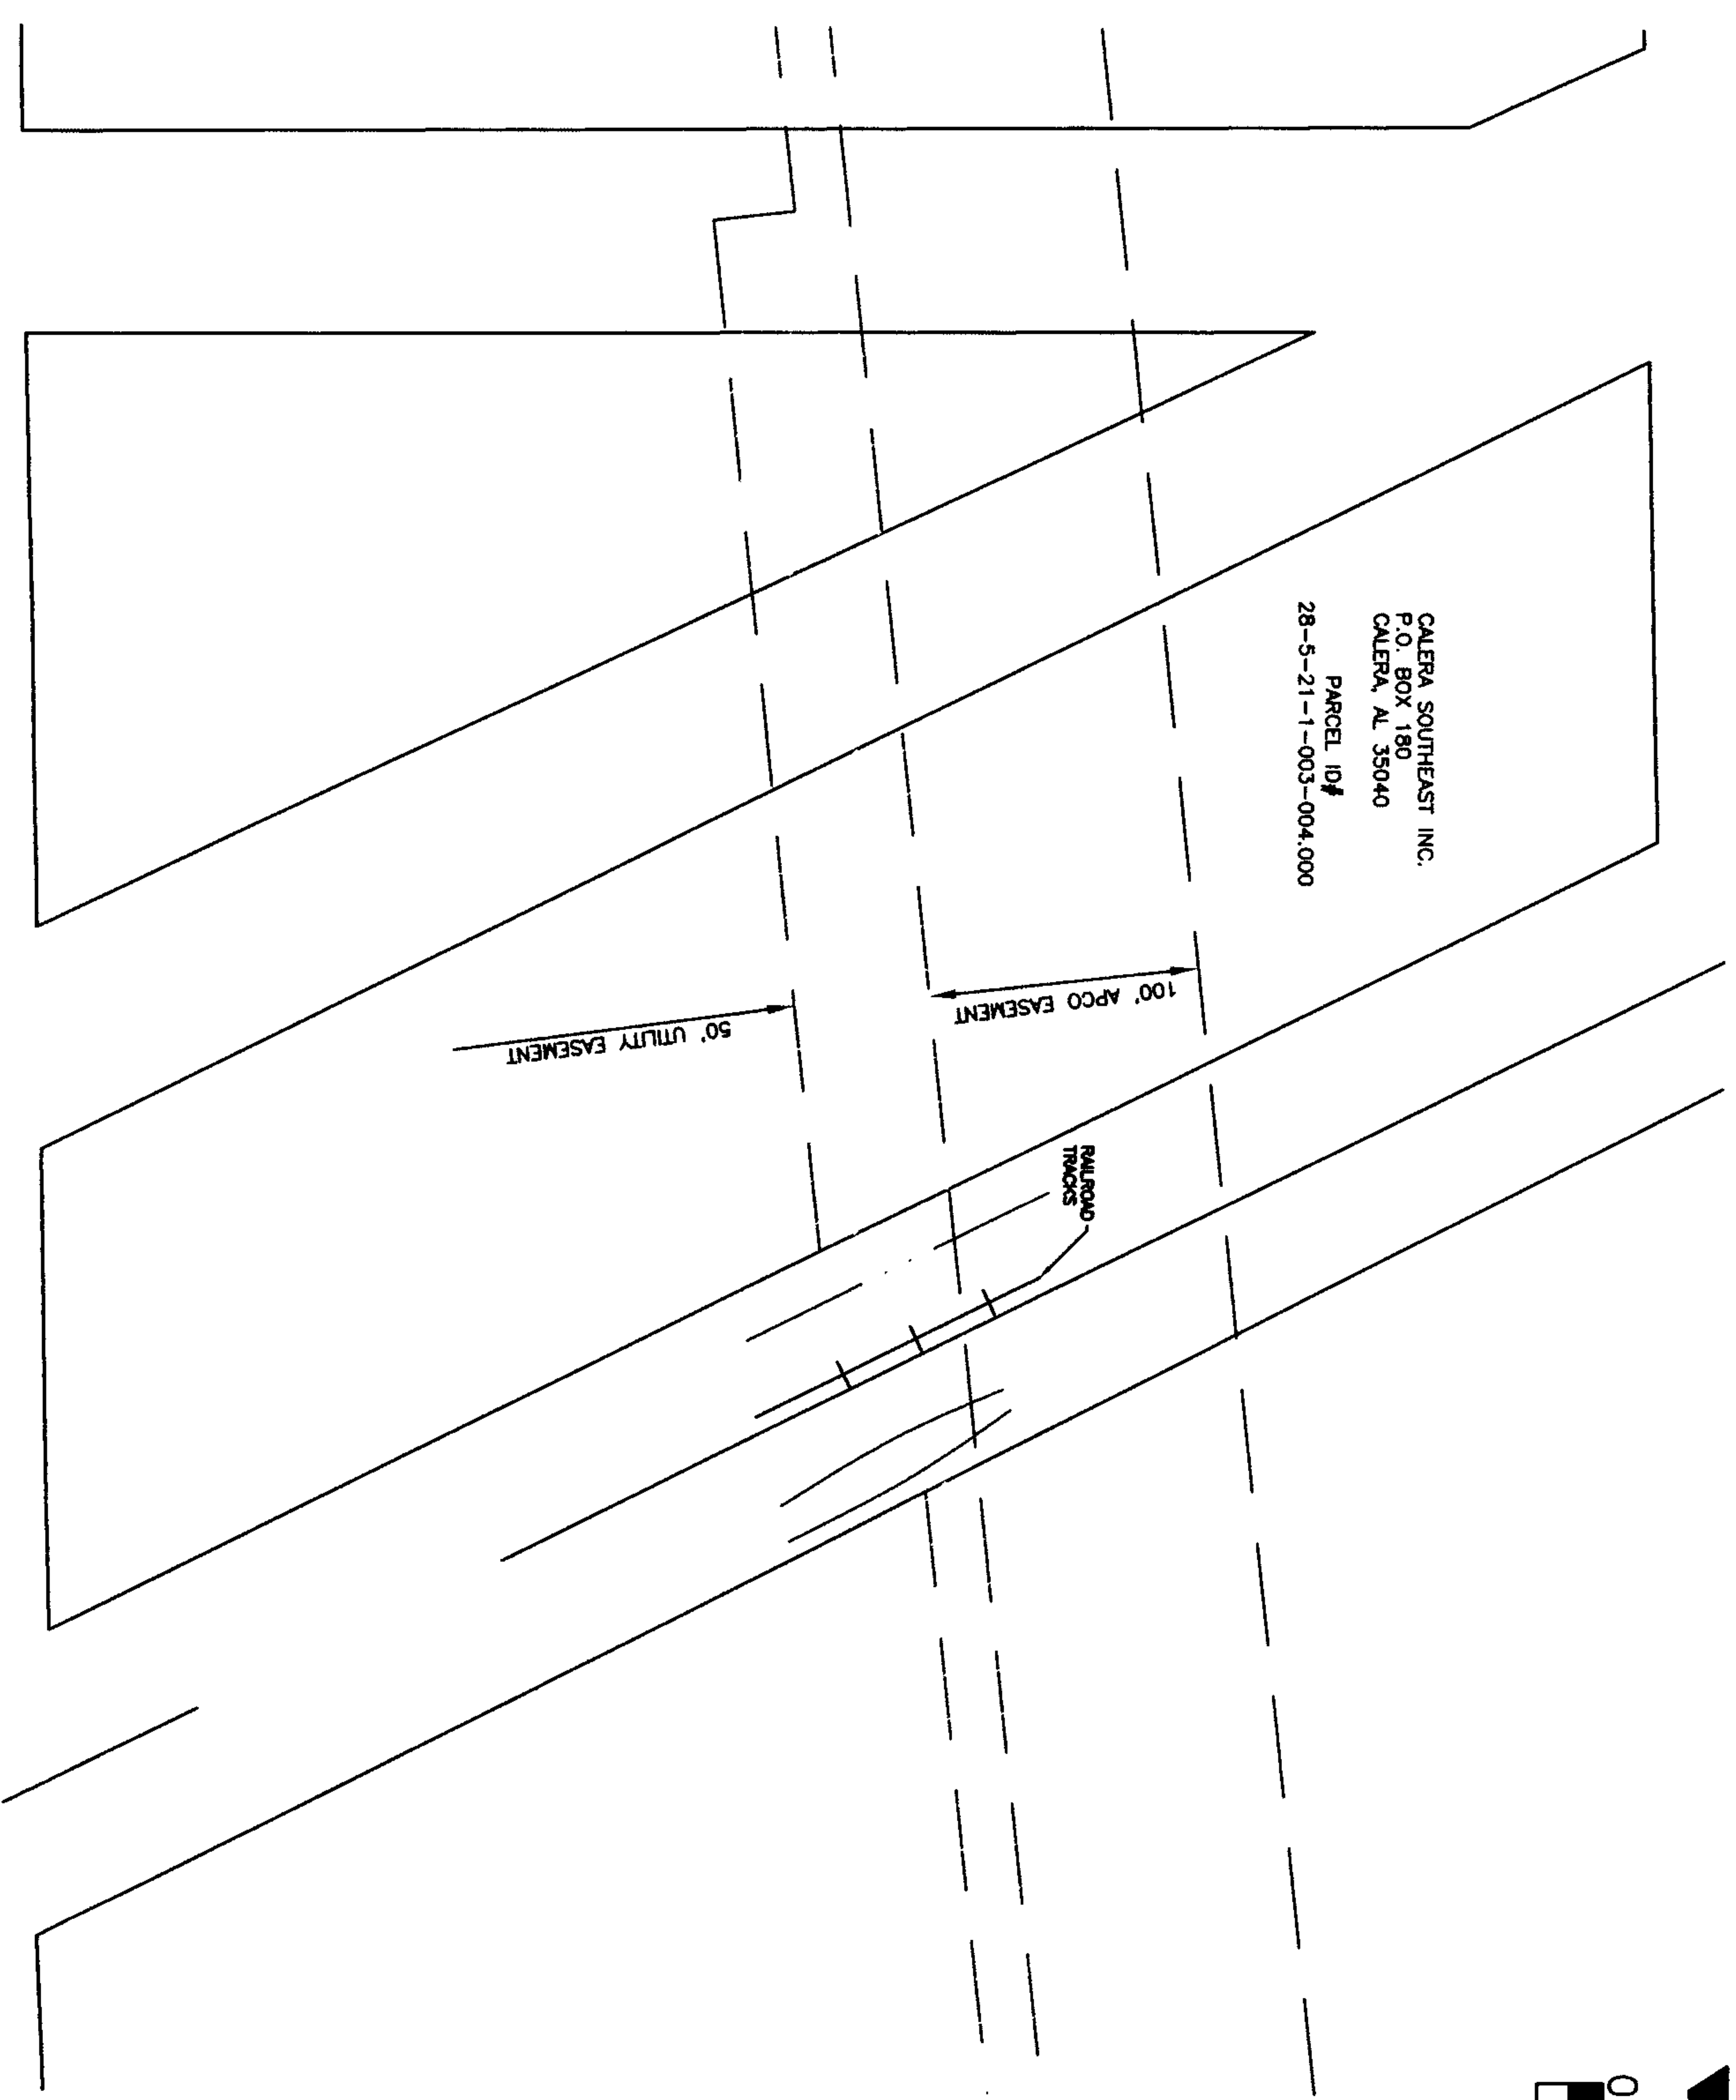 CALERA SOUTHEAST INC.
P.O. BOX 180
CALERA, AL 35040
PARCEL ID#
28-5-21-1-003-004.000
100' APCO EASEMENT
50' UTILITY EASEMENT
RAILROAD
TRACKS
0